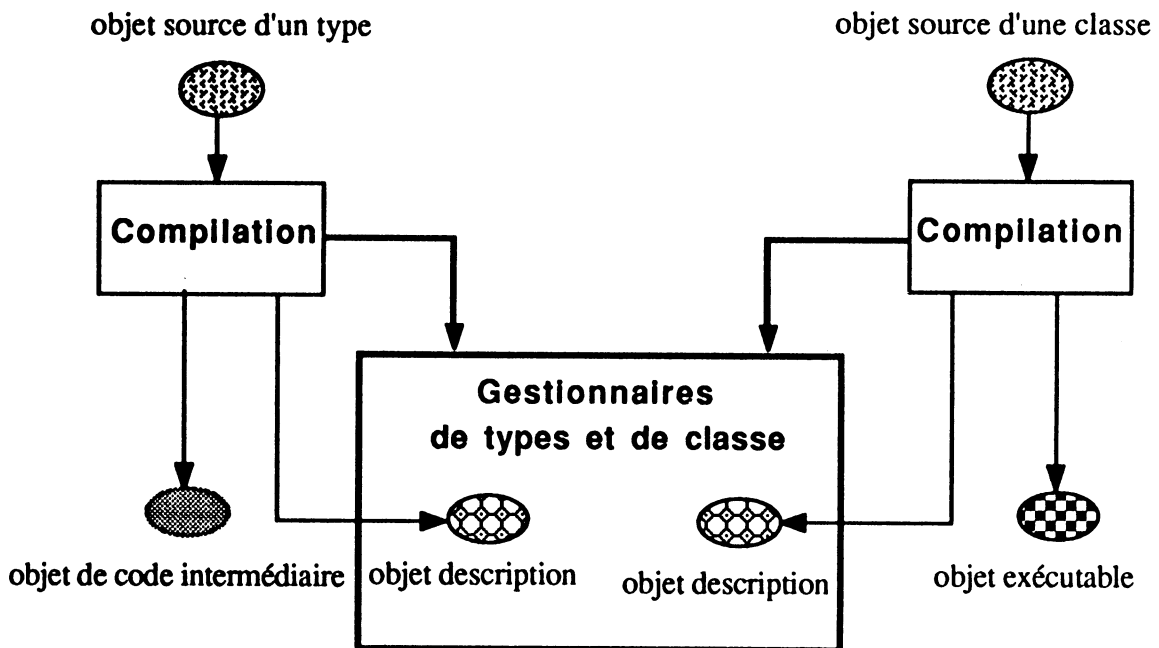 objet source d'un type
objet source d'une classe
Compilation
Compilation
Gestionnaires
de types et de classe
objet de code intermédiaire
objet description
objet description
objet exécutable